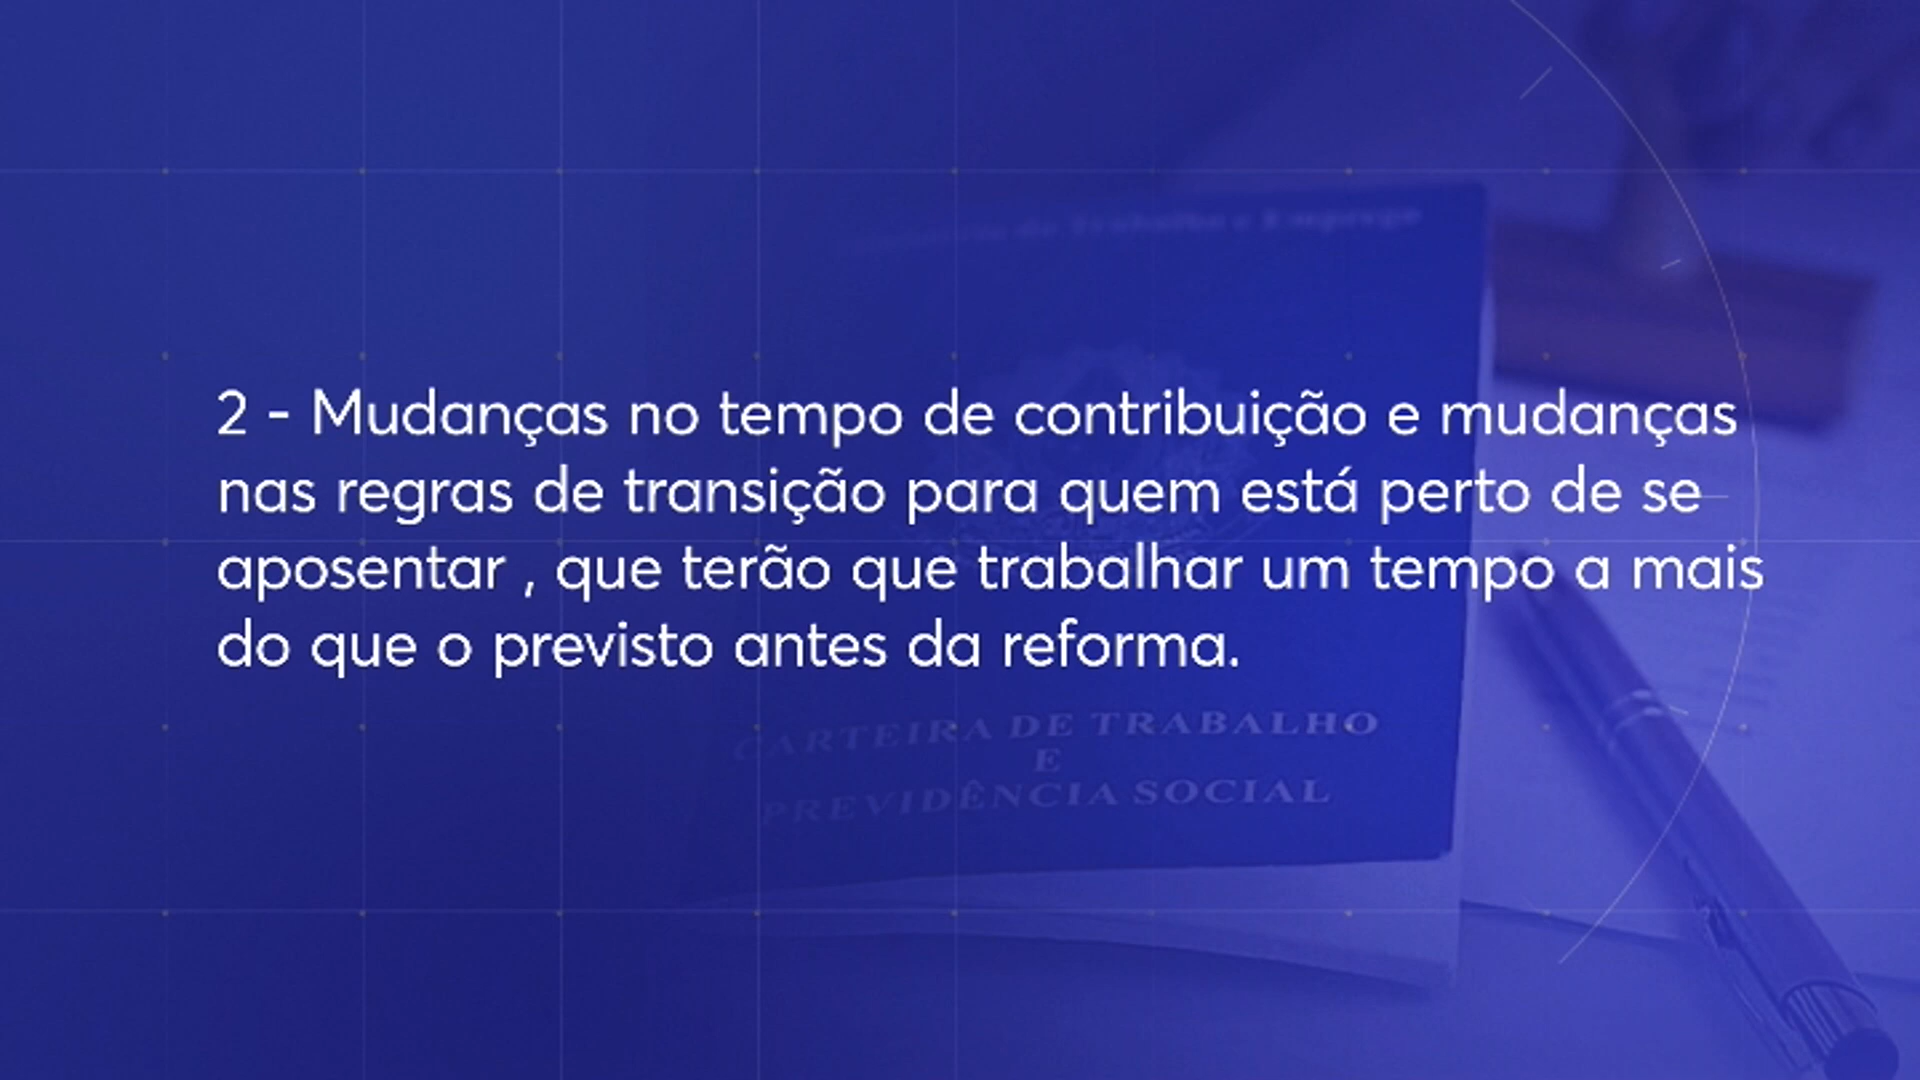 2 - Mudanças no tempo de contribuição e mudanças
nas regras de transição para quem está perto de se
aposentar , que terão que trabalhar um tempo a mais
do que o previsto antes da reforma.
CARTEIRA DE TRABALHO
E
PREVIDÊNCIA SOCIAL